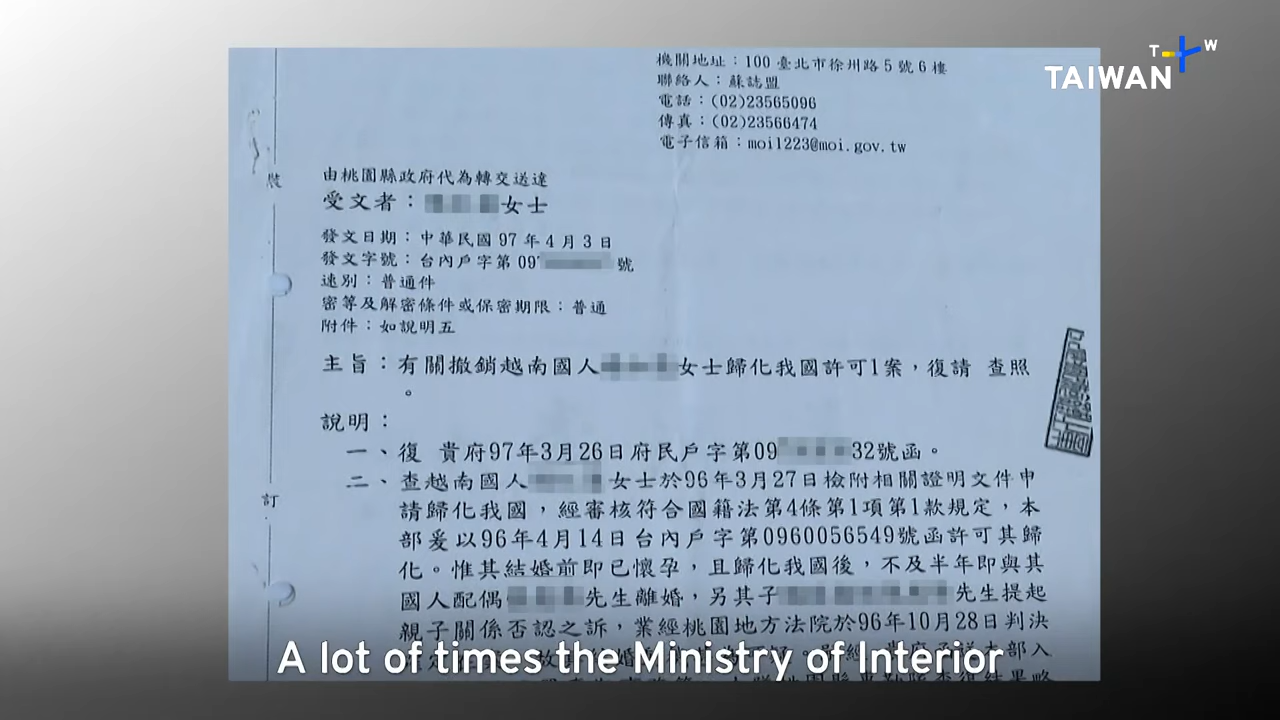 T W
TAIWAN
機關地址：100 臺北市徐州路5號6樓
聯絡人：蘇誌盟
電話：(02)23565096
傳真：(02)23566474
電子信箱：moi1223@moi.gov.tw
裝
由桃園縣政府代為轉交送達
受文者：女士
發文日期：中華民國97年4月3日
發文字號：台內戶字第09號
速別：普通件
密等及解密條件或保密期限：普通
附件：如說明五
主旨：有關撤銷越南國人女士歸化我國許可1案，復請 查照
。
說明：
一、復 貴府97年3月26日府民戶字第0932號函。
二、查越南國人女士於96年3月27日檢附相關證明文件申
請歸化我國，經審核符合國籍法第4條第1項第1款規定，本
訂
部爰以96年4月14日台內戶字第0960056549號函許可其歸
化。惟其結婚前即已懷孕，且歸化我國後，不及半年即與其
國人配偶先生離婚，另其子先生提起
親子關係否認之訴，業經桃園地方法院於96年10月28日判決
A lot of times the Ministry of Interior